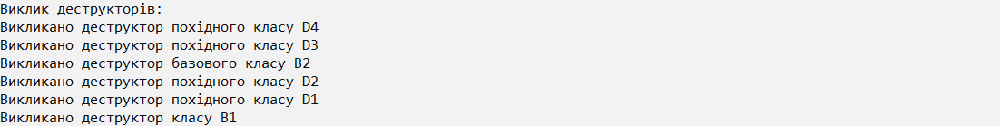 Виклик деструкторів:
Викликано деструктор похідного класу D4
Викликано деструктор похідного класу D3
Викликано деструктор базового класу B2
Викликано деструктор похідного класу D2
Викликано деструктор похідного класу D1
Викликано деструктор класу B1